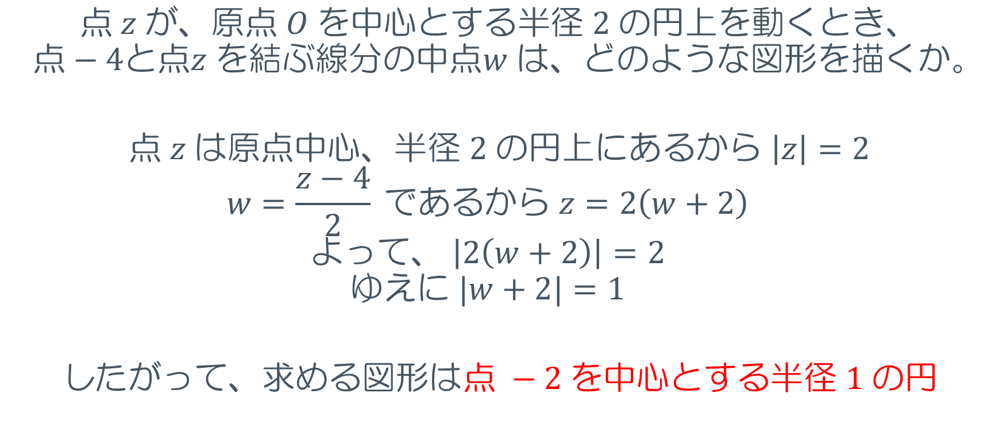 点 z が、原点 O を中心とする半径 2 の円上を動くとき、
点 − 4と点z を結ぶ線分の中点w は、どのような図形を描くか。
点 z は原点中心、半径 2 の円上にあるから |z| = 2
w = \frac{z − 4}{2} であるから z = 2(w + 2)
よって、 |2(w + 2)| = 2
ゆえに |w + 2| = 1
したがって、求める図形は点 − 2 を中心とする半径 1 の円